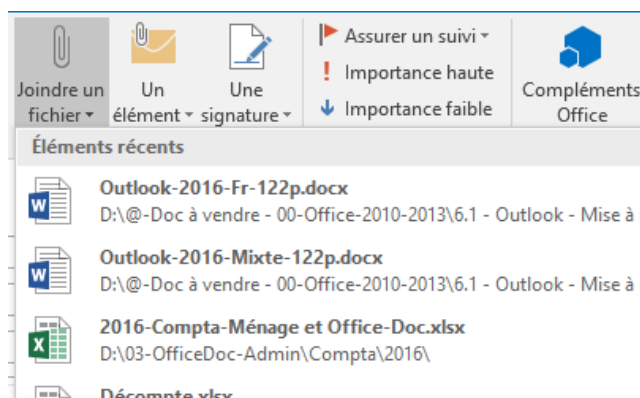 Joindre un fichier
Un élément
Une signature
Assurer un suivi
Importance haute
Importance faible
Compléments Office
Éléments récents
Outlook-2016-Fr-122p.docx
D:\@-Doc à vendre - 00-Office-2010-2013\6.1 - Outlook - Mise à
Outlook-2016-Mixte-122p.docx
D:\@-Doc à vendre - 00-Office-2010-2013\6.1 - Outlook - Mise à
2016-Compta-Ménage et Office-Doc.xlsx
D:\03-OfficeDoc-Admin\Compta\2016\
Décompte.xlsx